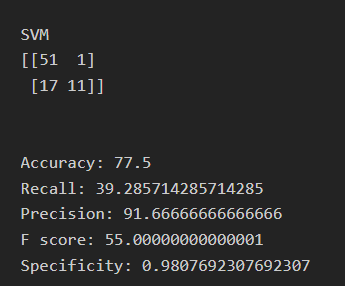 SVM
[[51  1]
 [17 11]]
Accuracy: 77.5
Recall: 39.285714285714285
Precision: 91.66666666666666
F score: 55.00000000000001
Specificity: 0.9807692307692307